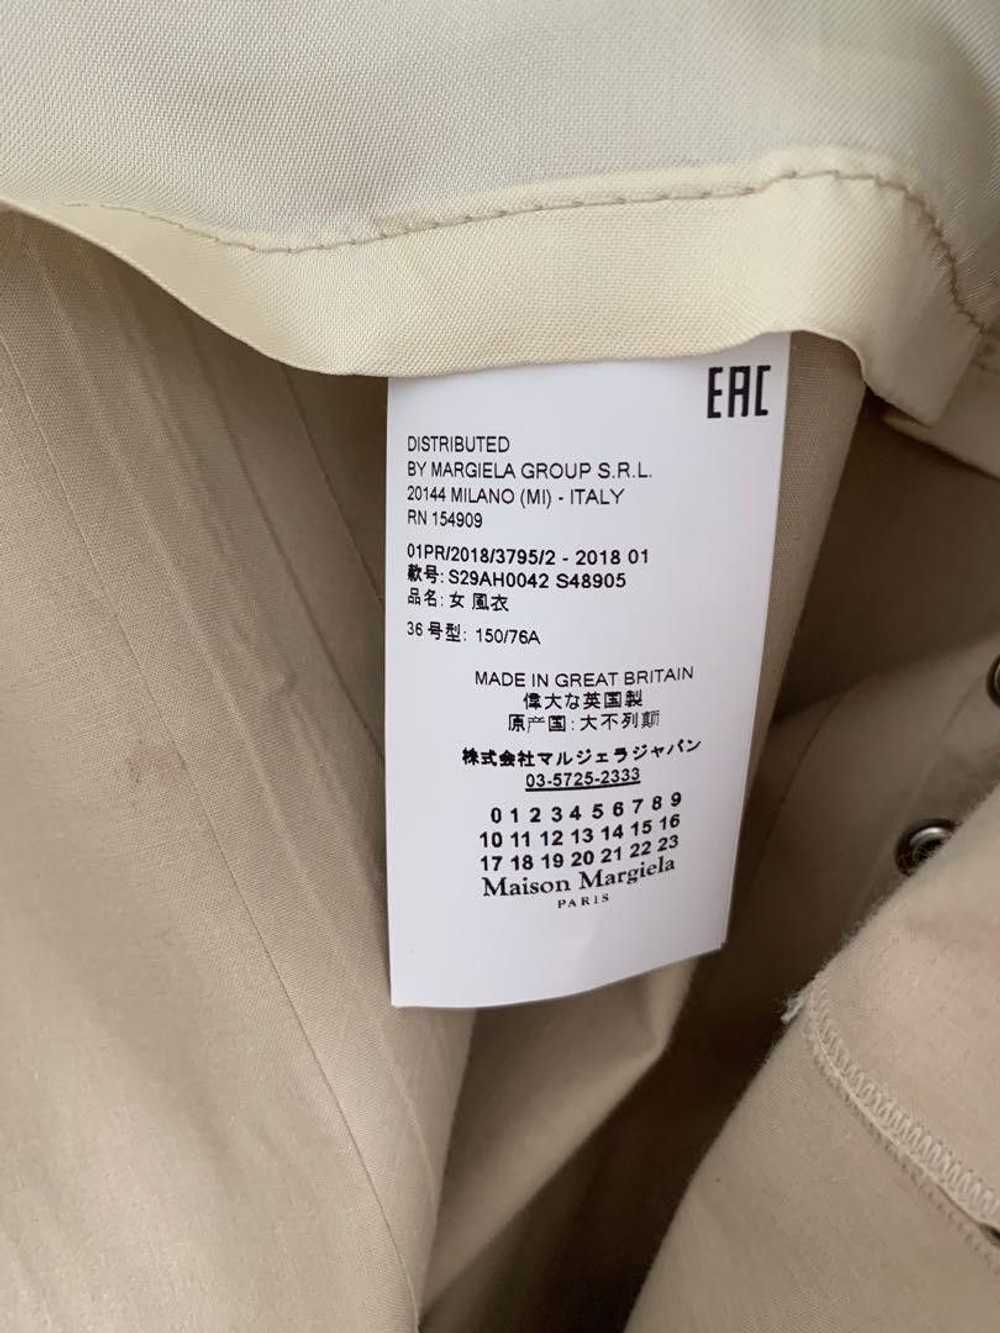 EAC
DISTRIBUTED
BY MARGIELA GROUP S.R.L.
20144 MILANO (MI) - ITALY
RN 154909
01PR/2018/3795/2 - 2018 01
款号: S29AH0042 S48905
品名: 女 風衣
36 号型: 150/76A
MADE IN GREAT BRITAIN
偉大な英国製
原产国: 大不列颠
株式会社マルジェラジャパン
03-5725-2333
0 1 2 3 4 5 6 7 8 9
10 11 12 13 14 15 16
17 18 19 20 21 22 23
Maison Margiela
PARIS